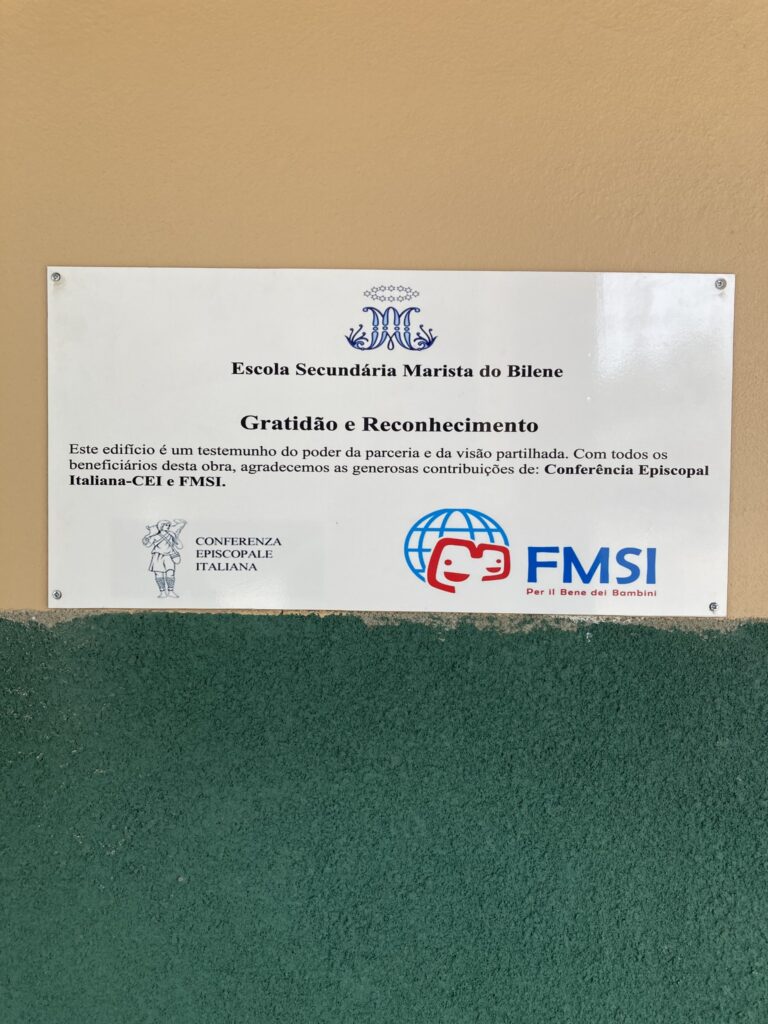 Escola Secundária Marista do Bilene
Gratidão e Reconhecimento
Este edifício é um testemunho do poder da parceria e da visão partilhada. Com todos os
beneficiários desta obra, agradecemos as generosas contribuições de: Conferência Episcopal
Italiana-CEI e FMSI.
CONFERENZA
EPISCOPALE
ITALIANA
FMSI
Per il Bene dei Bambini